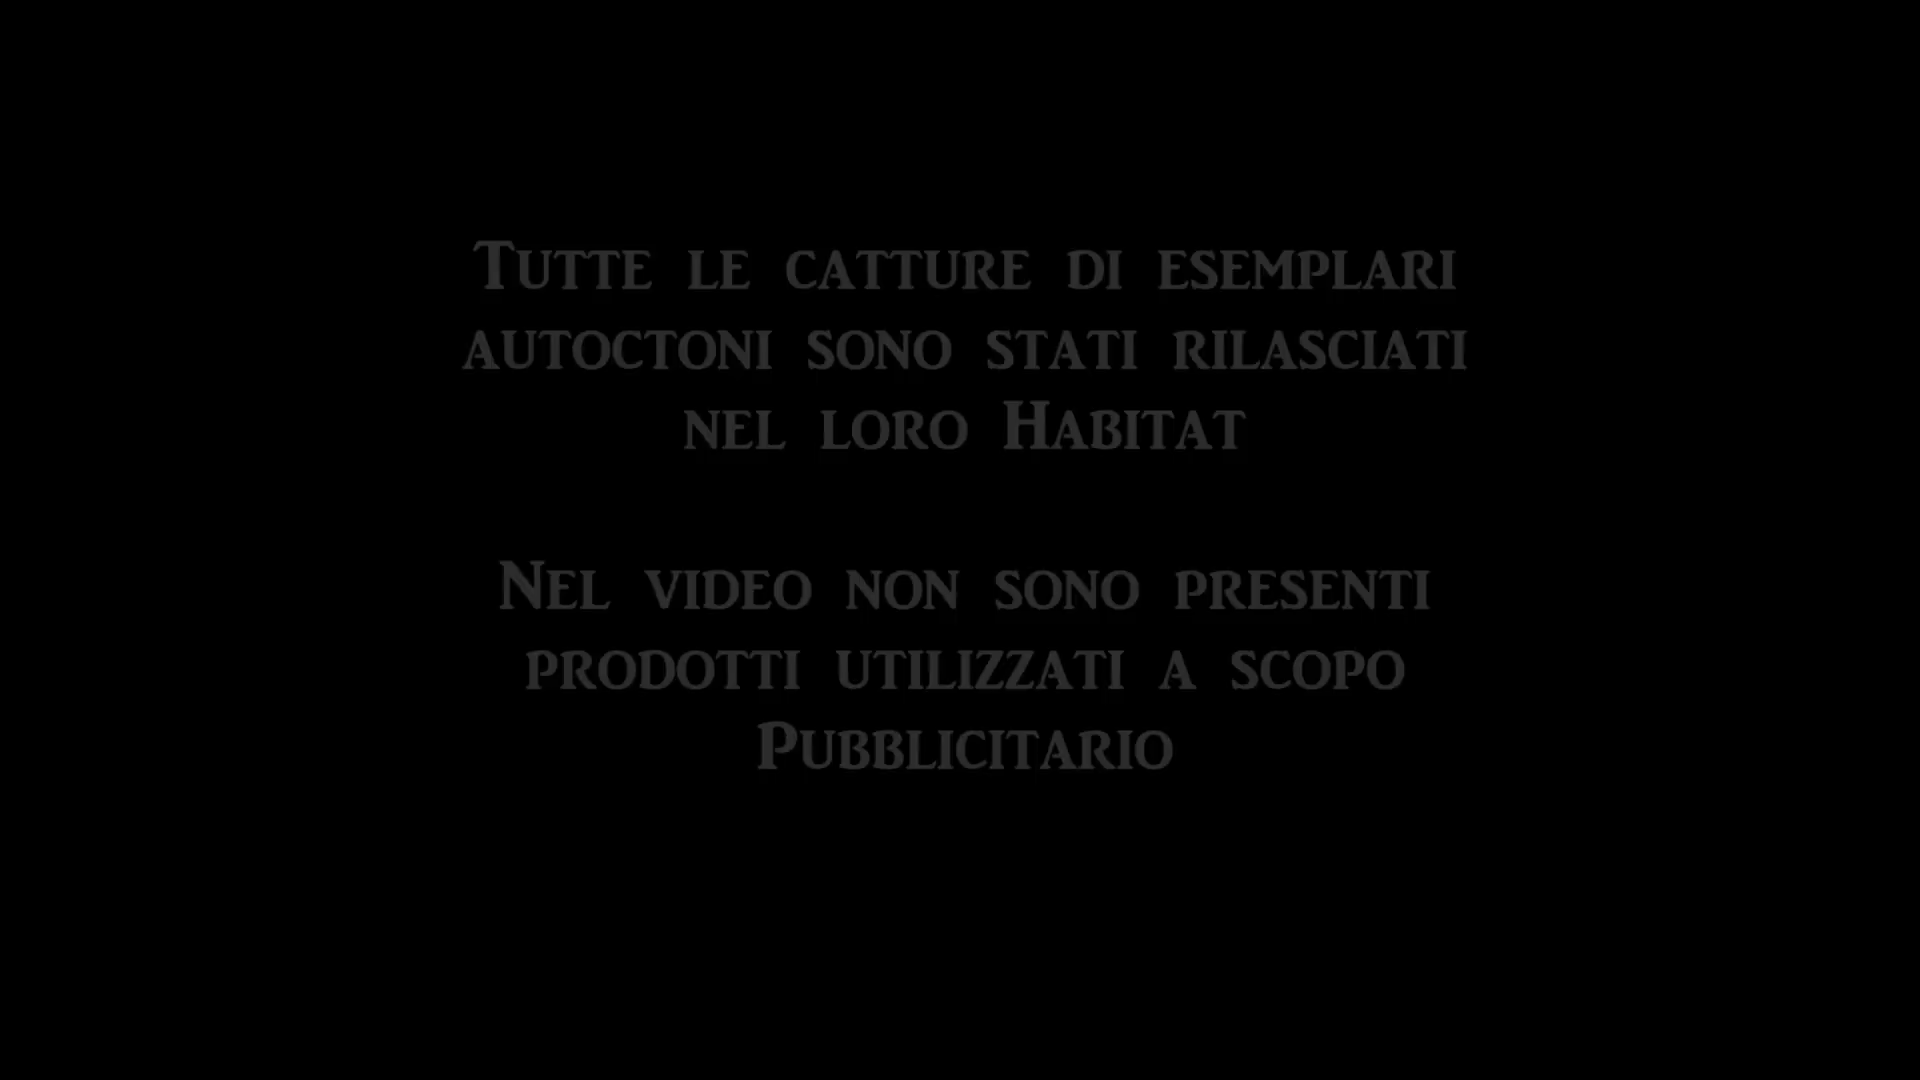 Tutte le catture di esemplari
autoctoni sono stati rilasciati
nel loro Habitat
Nel video non sono presenti
prodotti utilizzati a scopo
Pubblicitario